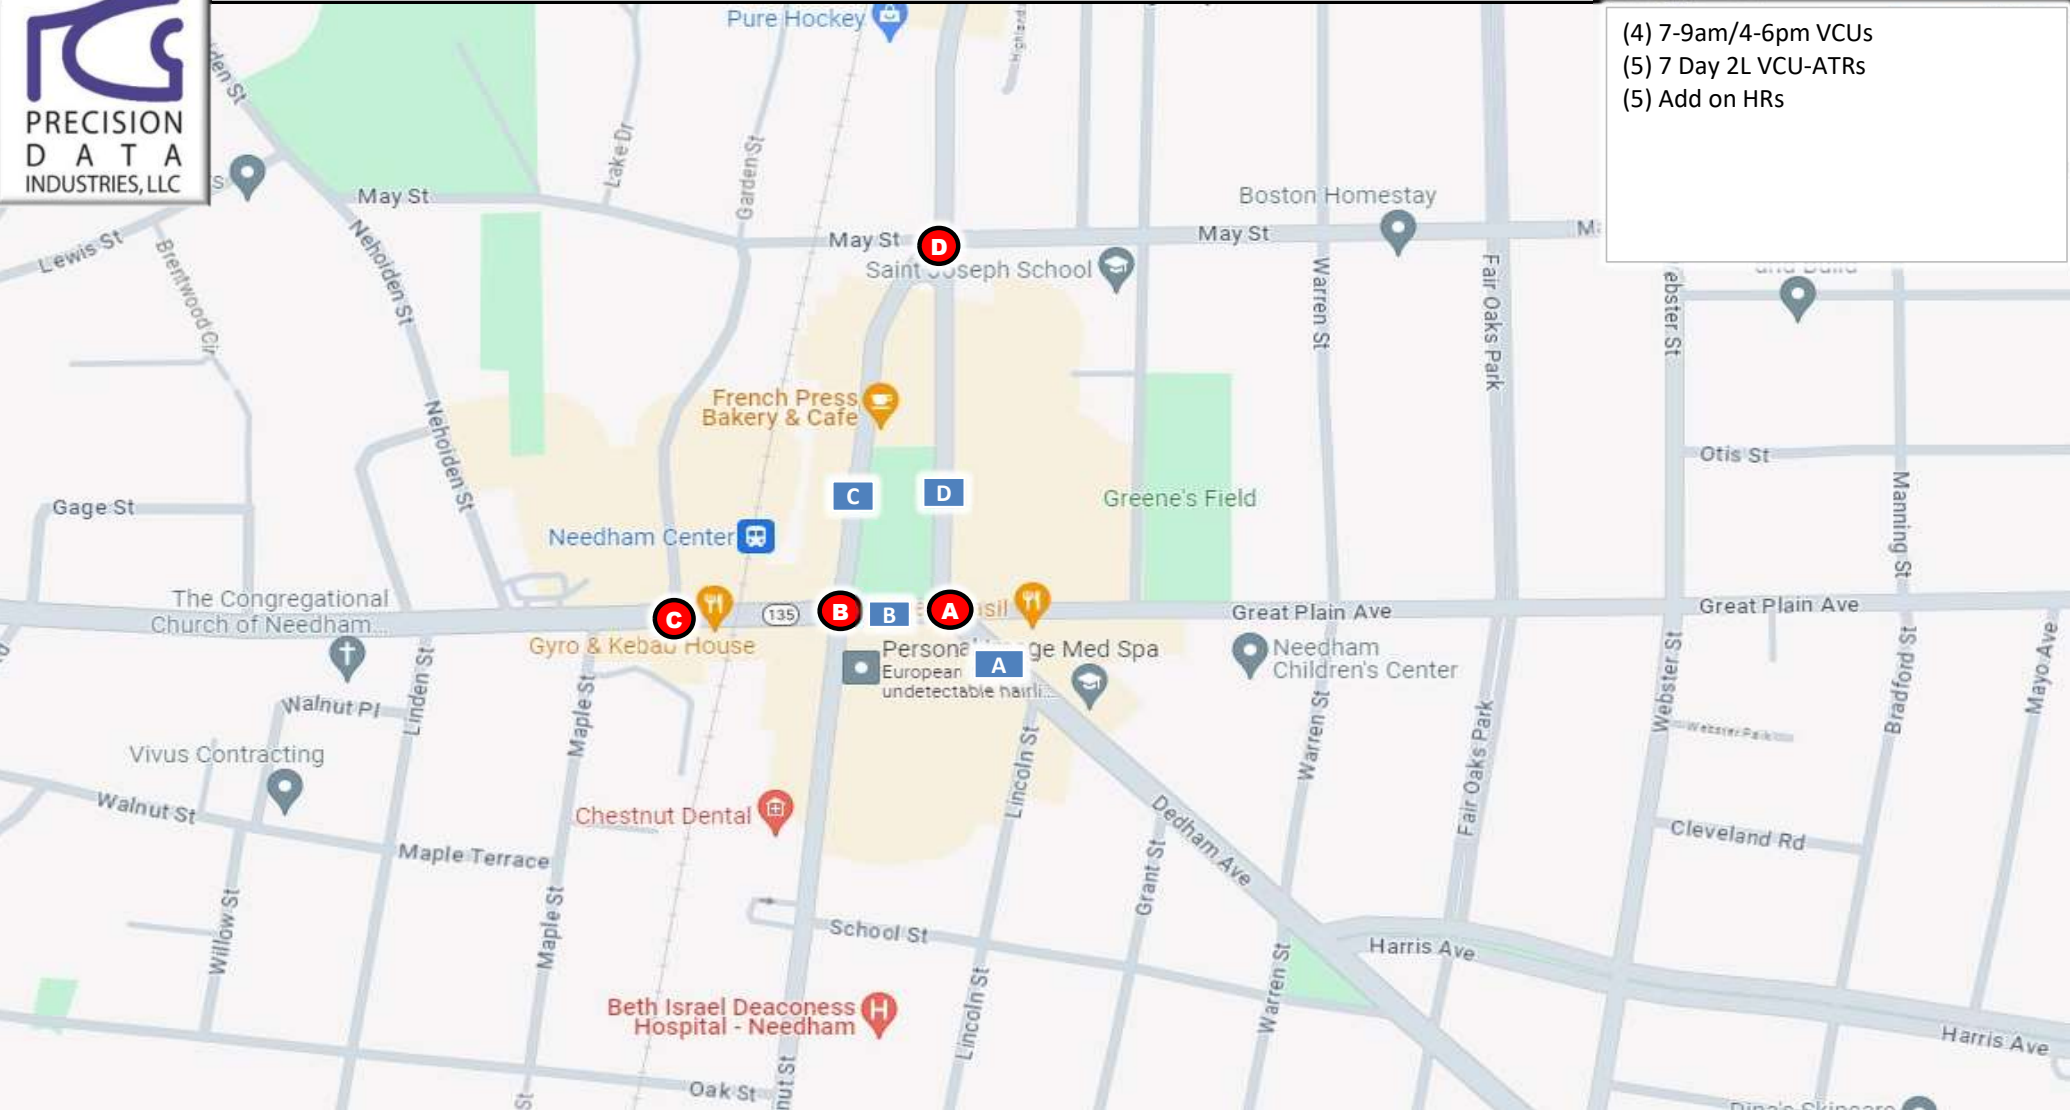 PRECISION
D A T A
INDUSTRIES, LLC
(4) 7-9am/4-6pm VCUs
(5) 7 Day 2L VCU-ATRs
(5) Add on HRs
Pure Hockey
Lake Dr
Garden St
May St
Lewis St
Brentwood Cir
Nehoiden St
May St
D
Saint Joseph School
May St
Boston Homestay
Warren St
Fair Oaks Park
French Press
Bakery & Cafe
Nehoiden St
Otis St
Manning St
C
D
Greene's Field
Gage St
Needham Center
The Congregational
Church of Needham...
C
135
B
B
A
Great Plain Ave
Great Plain Ave
Gyro & Kebab House
A
Med Spa
European
undetectable hairli...
Needham
Children's Center
Linden St
Walnut Pl
Maple St
Lincoln St
Warren St
Fair Oaks Park
Webster St
Webster Park
Bradford St
Mayo Ave
Vivus Contracting
Walnut St
Chestnut Dental
Maple Terrace
Dedham Ave
Cleveland Rd
Willow St
Maple St
School St
Grant St
Harris Ave
Lincoln St
Warren St
Beth Israel Deaconess
Hospital - Needham
Harris Ave
Oak St